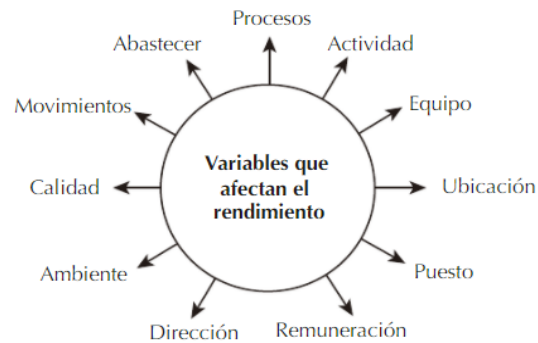 Procesos
Abastecer
Actividad
Movimientos
Equipo
Variables que
afectan el
rendimiento
Calidad
Ubicación
Ambiente
Puesto
Dirección
Remuneración